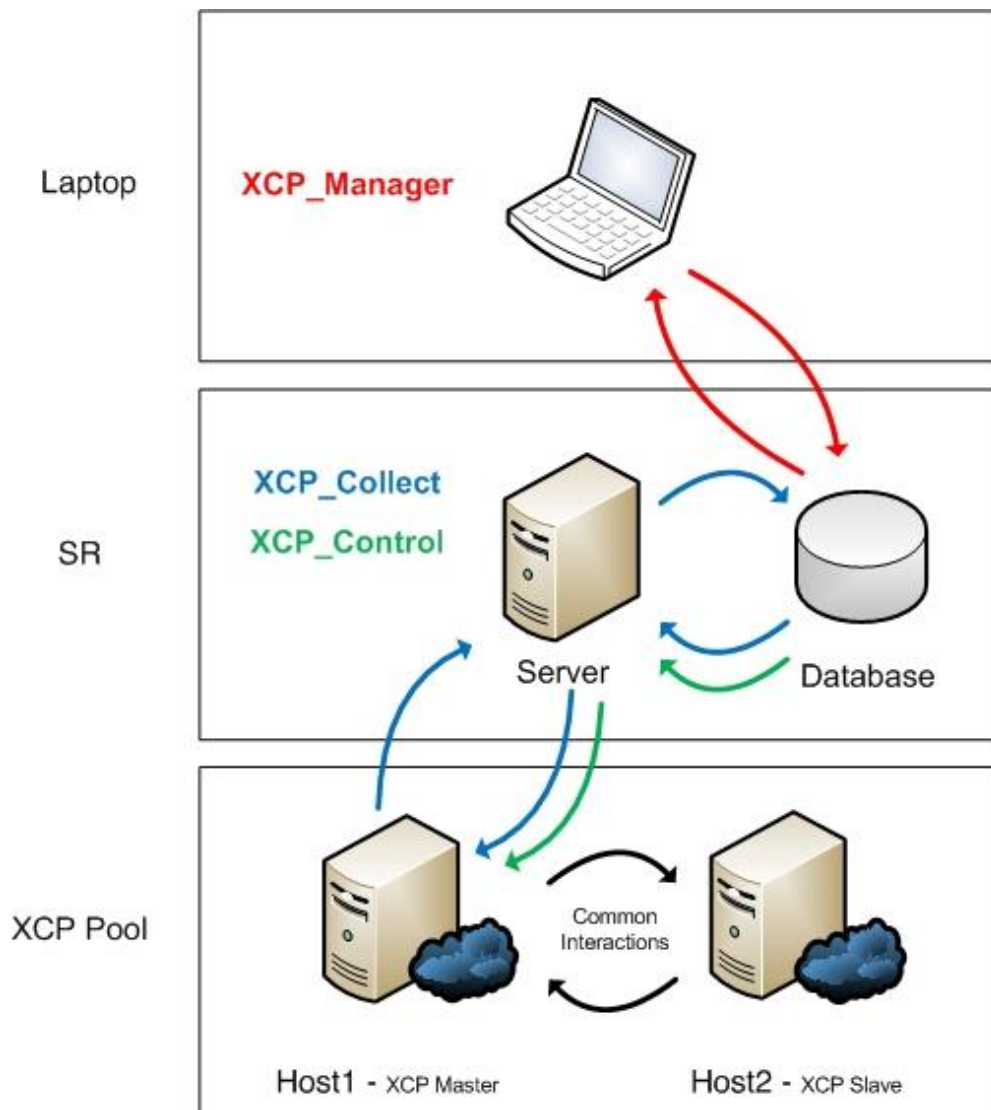 Laptop
XCP_Manager
SR
XCP_Collect
XCP_Control
Server
Database
XCP Pool
Common
Interactions
Host1 - XCP Master
Host2 - XCP Slave